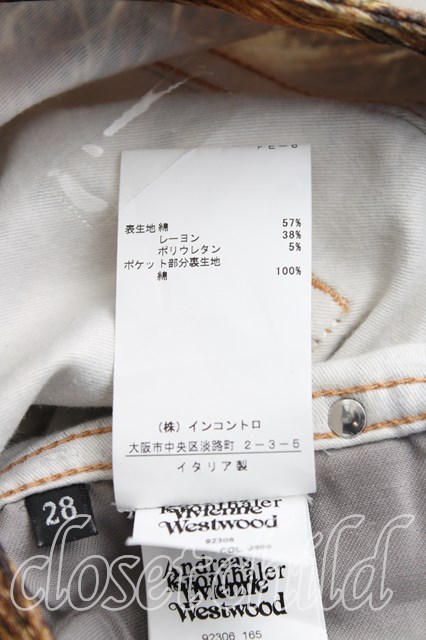 表生地 綿 57%
レーヨン 38%
ポリウレタン 5%
ポケット部分裏生地
綿 100%
(株) インコントロ
大阪市中央区淡路町 2-3-5
イタリア製
28
Vivienne
Westwood
92306
Andreas
Kronthaler
Vivienne
Westwood
92306 165
closet child